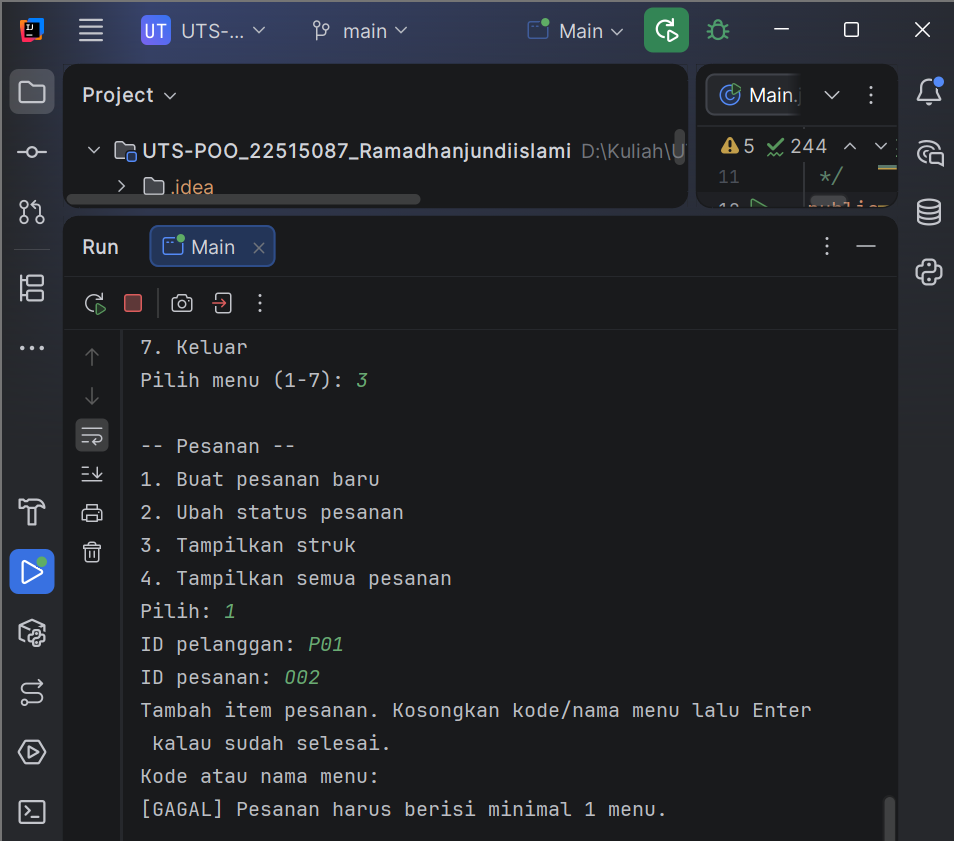 UTS-... main Main
Project
Main.
UTS-POO_22515087_Ramadhanjundiislami D:\Kuliah\U
5 244
.idea
11 */
Run Main
7. Keluar
Pilih menu (1-7): 3
-- Pesanan --
1. Buat pesanan baru
2. Ubah status pesanan
3. Tampilkan struk
4. Tampilkan semua pesanan
Pilih: 1
ID pelanggan: P01
ID pesanan: O02
Tambah item pesanan. Kosongkan kode/nama menu lalu Enter
kalau sudah selesai.
Kode atau nama menu:
[GAGAL] Pesanan harus berisi minimal 1 menu.